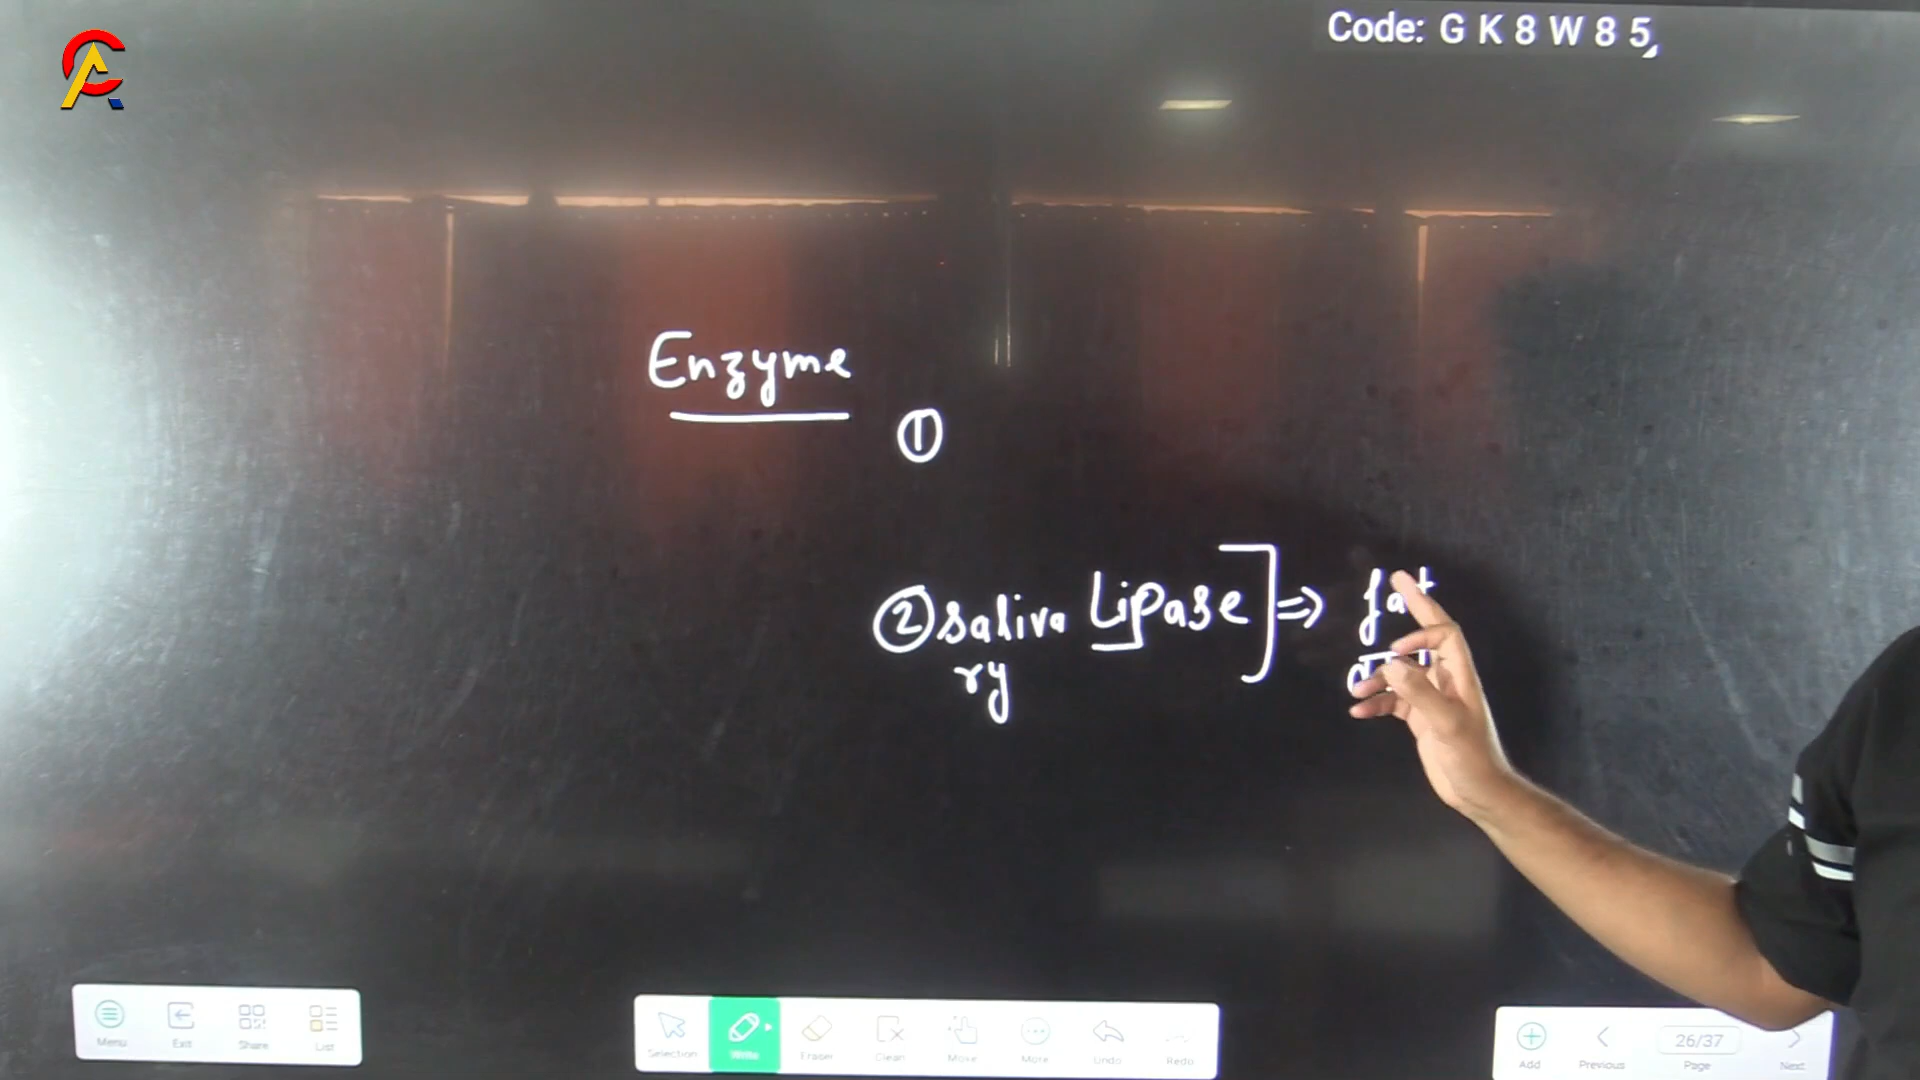 Code: G K 8 W 8 5
Enzyme
①
② saliva Lipase ] ⇒ fat
ry
Menu
Exit
Share
List
Selection
Write
Eraser
Clean
Move
More
Undo
Redo
Add
Previous
26/37
Page
Next